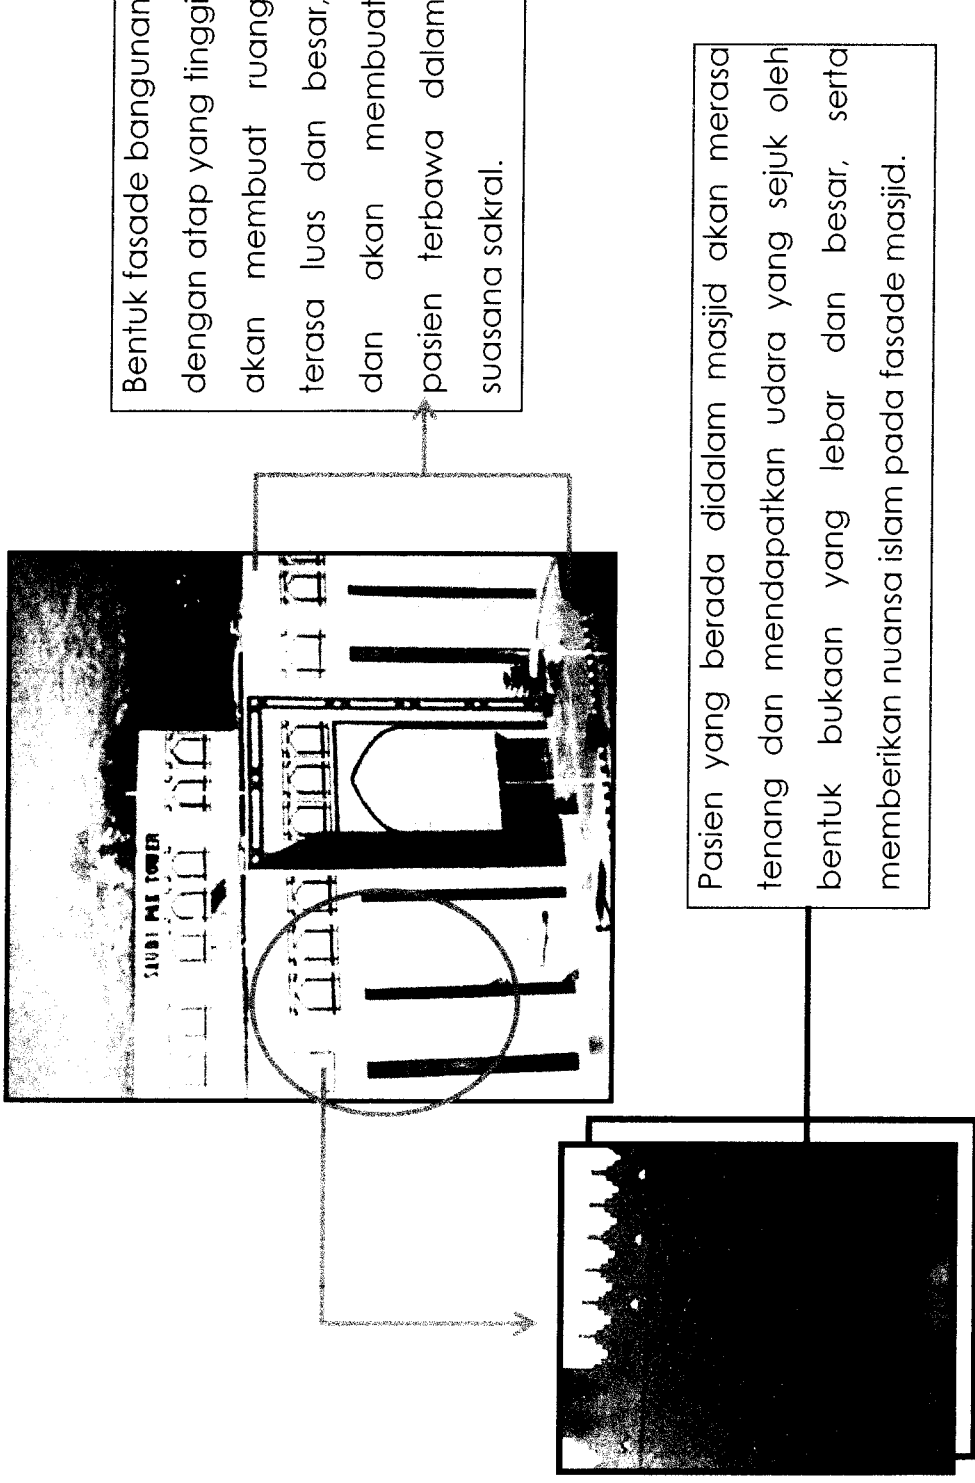 Bentuk fasade bangunan
dengan atap yang tinggi
akan membuat ruang
terasa luas dan besar,
dan akan membuat
pasien terbawa dalam
suasana sakral.
Pasien yang berada didalam masjid akan merasa
tenang dan mendapatkan udara yang sejuk oleh
bentuk bukaan yang lebar dan besar, serta
memberikan nuansa islam pada fasade masjid.